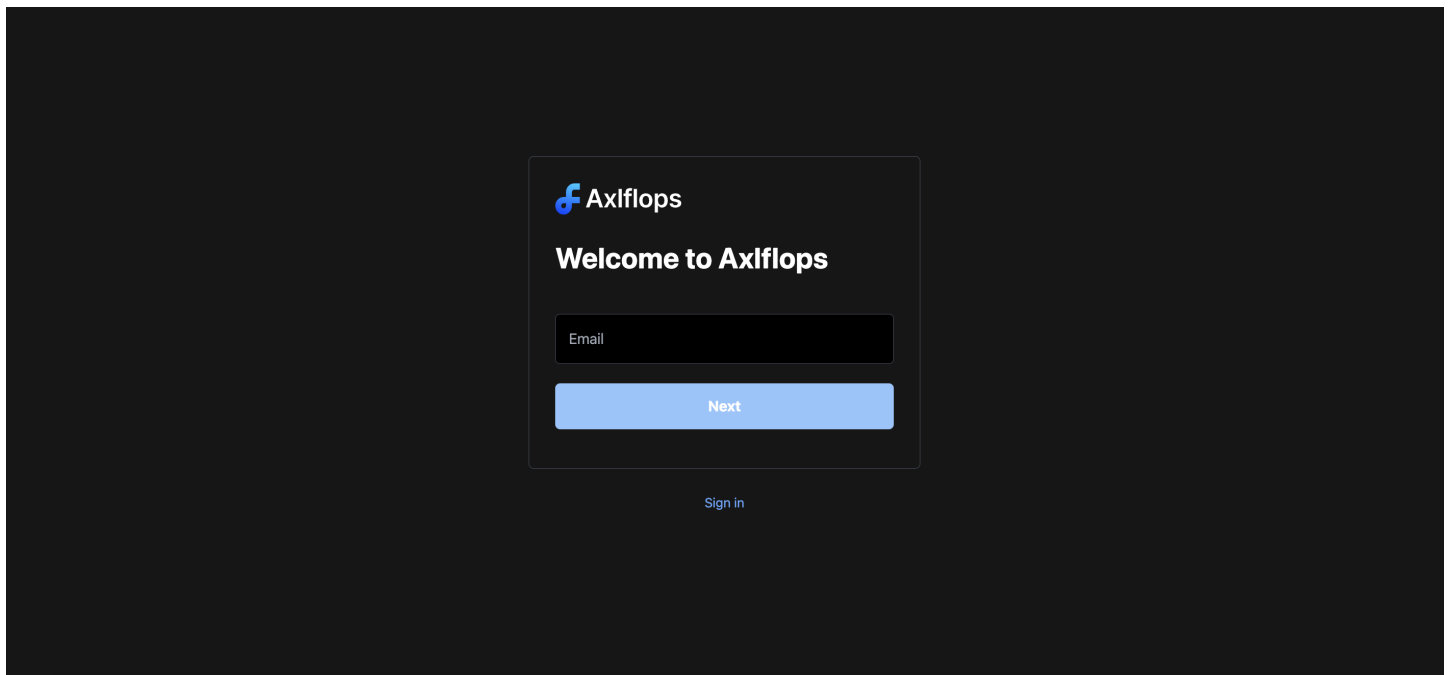 Axlflops
Welcome to Axlflops
Email
Next
Sign in